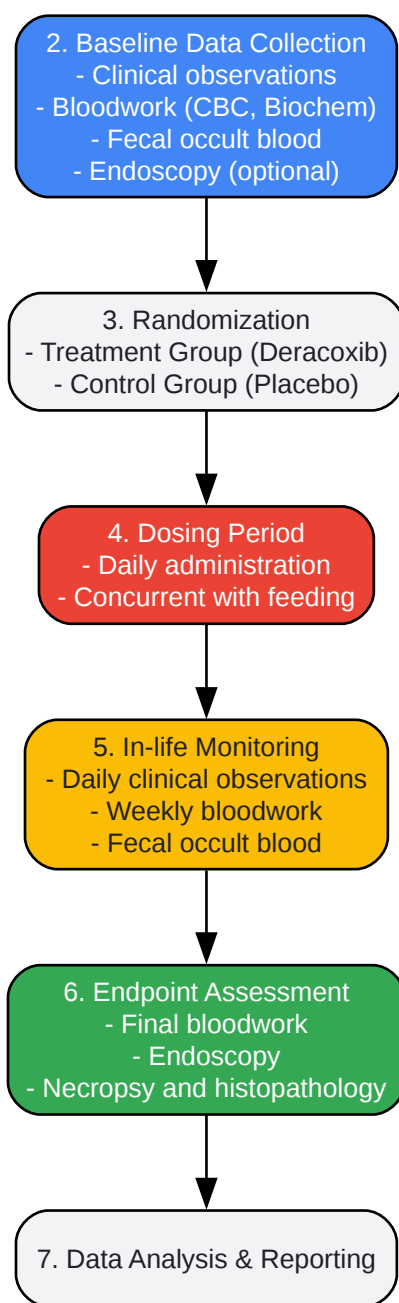 2. Baseline Data Collection
- Clinical observations
- Bloodwork (CBC, Biochem)
- Fecal occult blood
- Endoscopy (optional)
3. Randomization
- Treatment Group (Deracoxib)
- Control Group (Placebo)
4. Dosing Period
- Daily administration
- Concurrent with feeding
5. In-life Monitoring
- Daily clinical observations
- Weekly bloodwork
- Fecal occult blood
6. Endpoint Assessment
- Final bloodwork
- Endoscopy
- Necropsy and histopathology
7. Data Analysis & Reporting